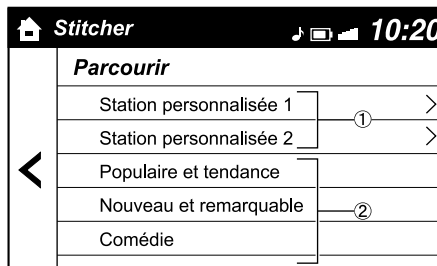 Stitcher 10:20
Parcourir
Station personnalisée 1
①
Station personnalisée 2
Populaire et tendance
Nouveau et remarquable
②
Comédie